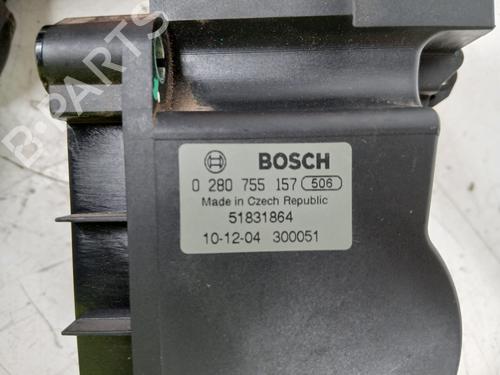 B-PARTS
BOSCH
0 280 755 157 506
Made in Czech Republic
51831864
10-12-04 300051